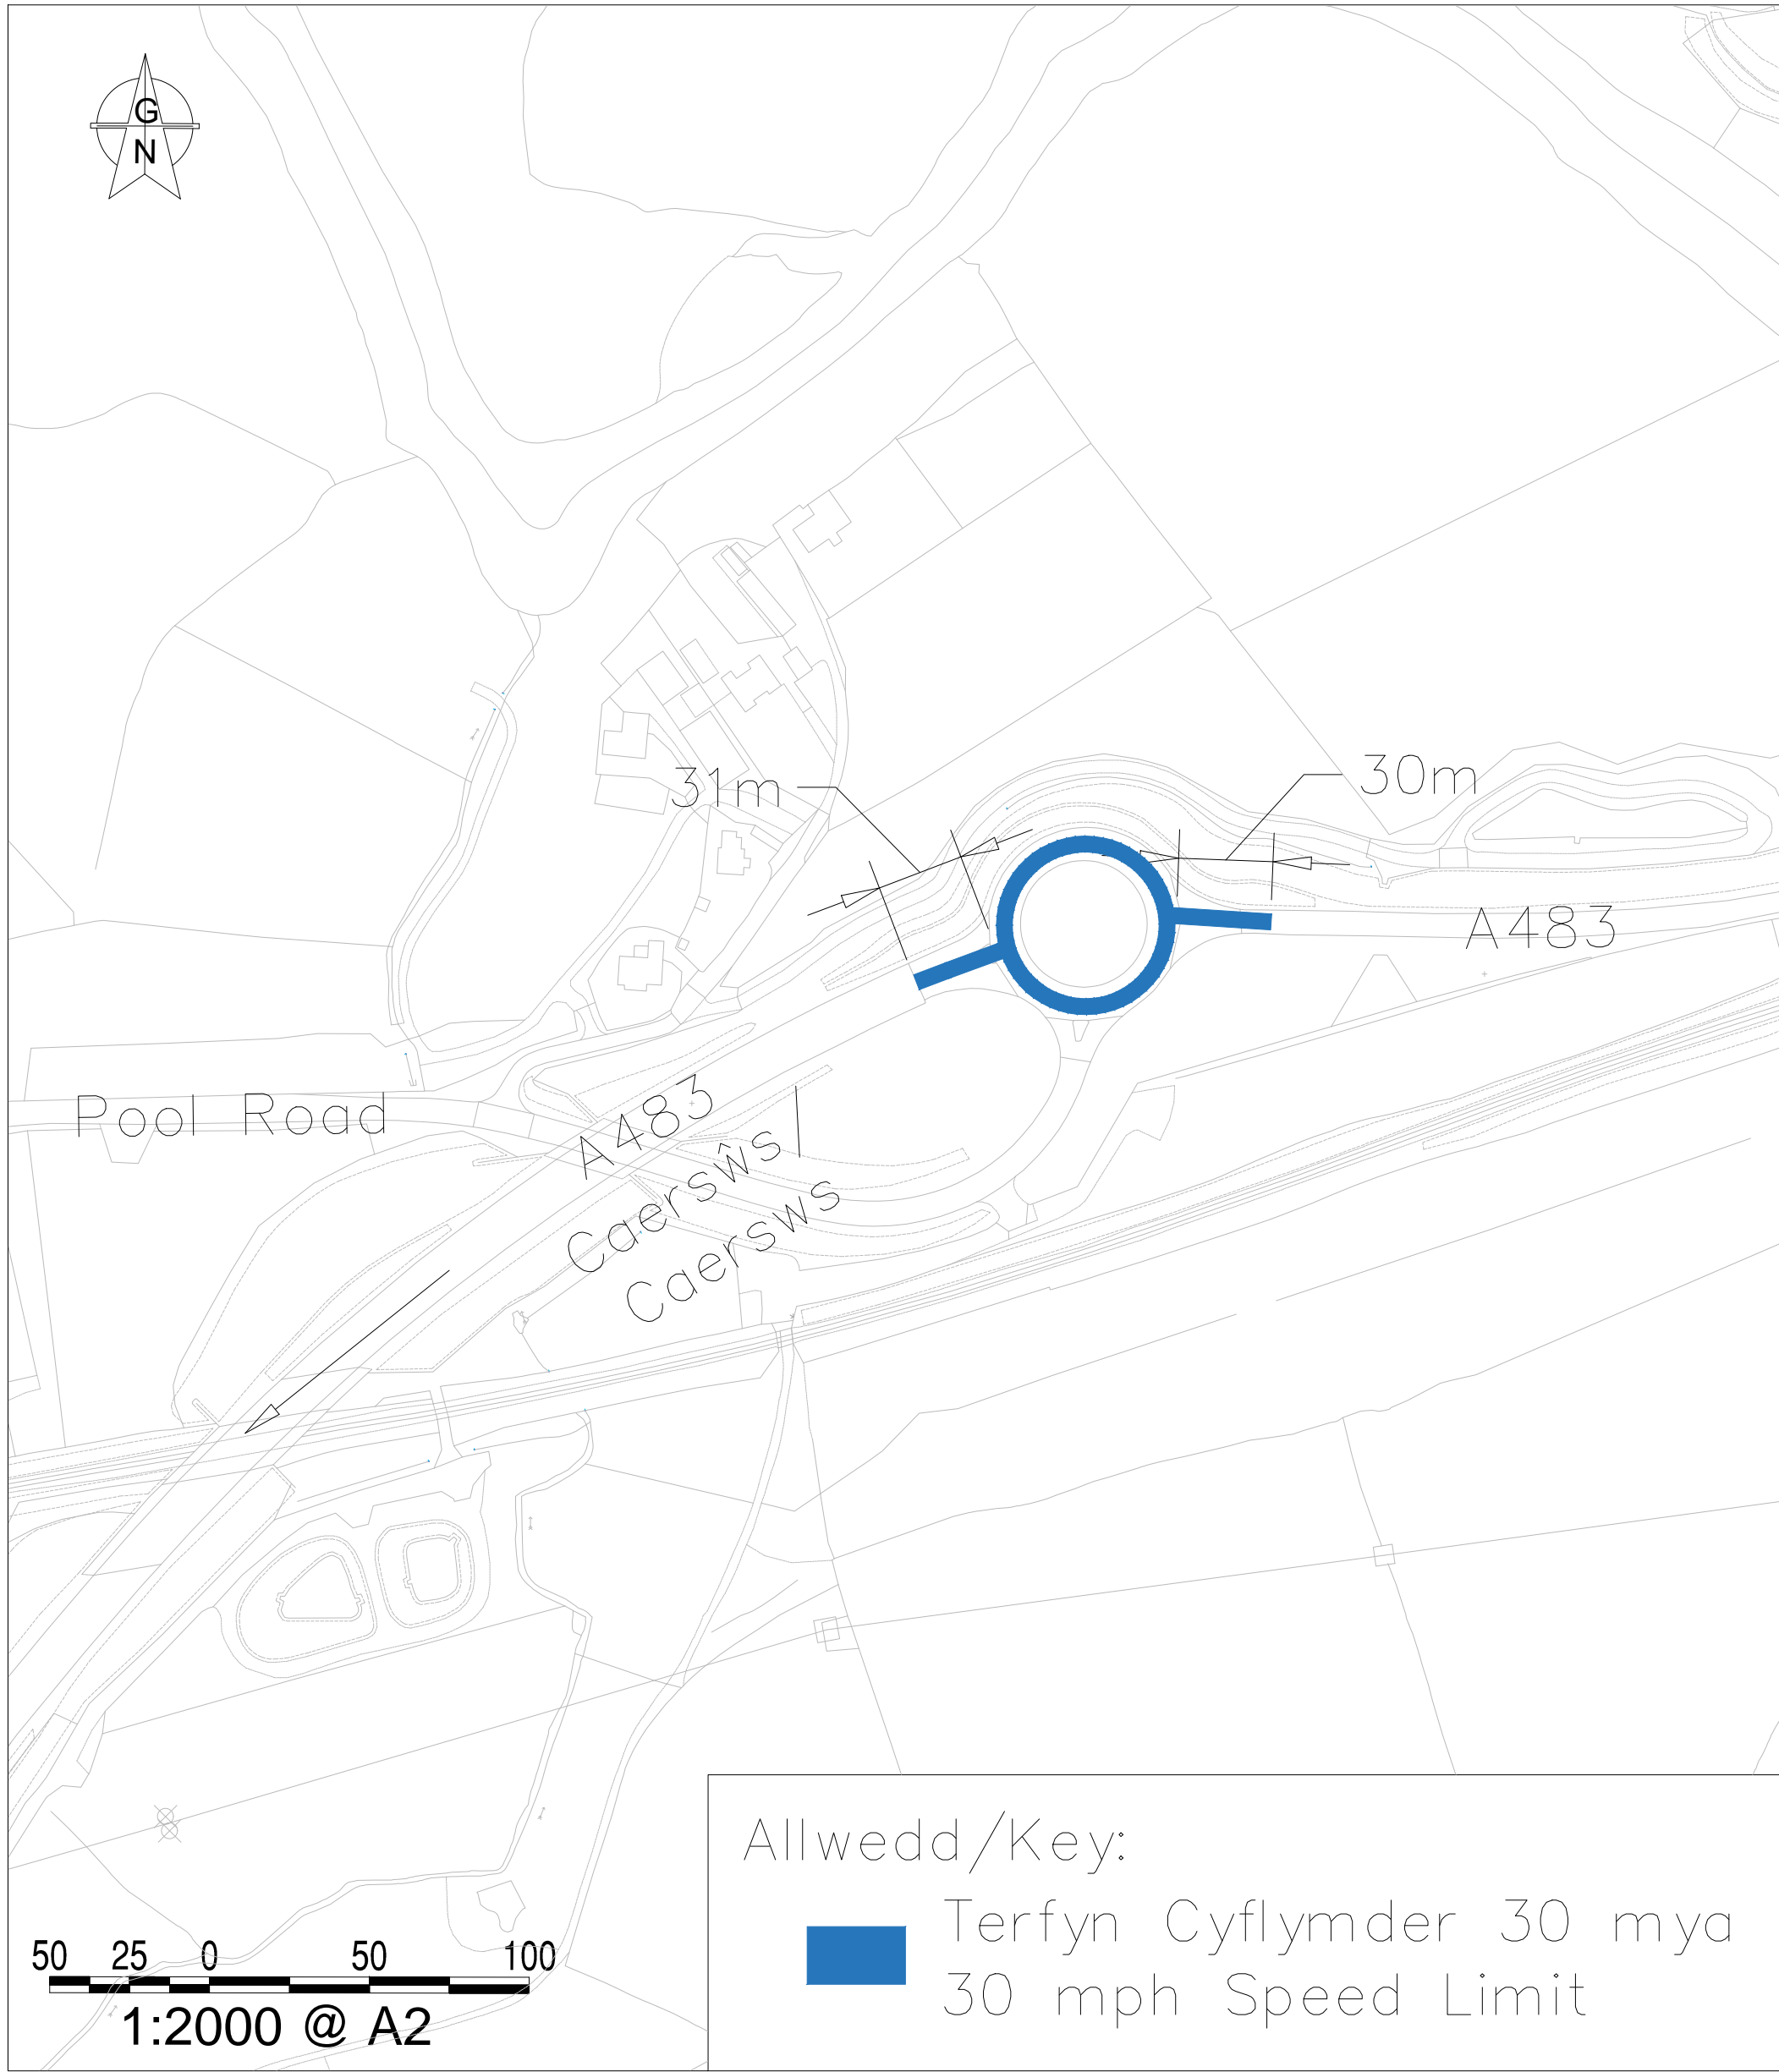 G
N
31m
30m
A483
Pool Road
A483
Caersŵs/
Caersws
Allwedd/Key:
Terfyn Cyflymder 30 mya
30 mph Speed Limit
50 25 0 50 100
1:2000 @ A2